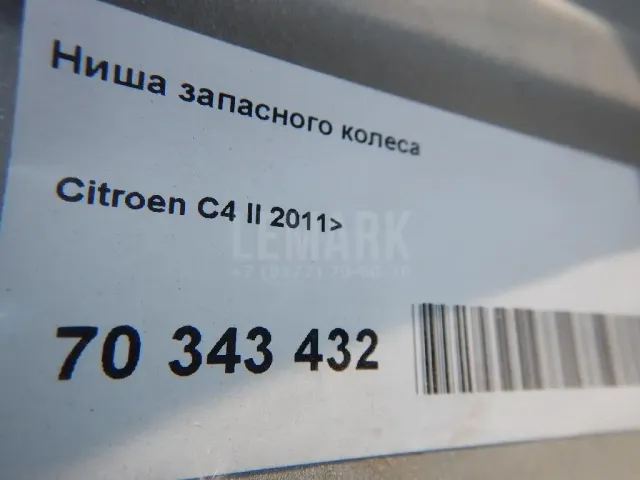 Ниша запасного колеса
Citroen C4 II 2011>
LEMARK
70 343 432